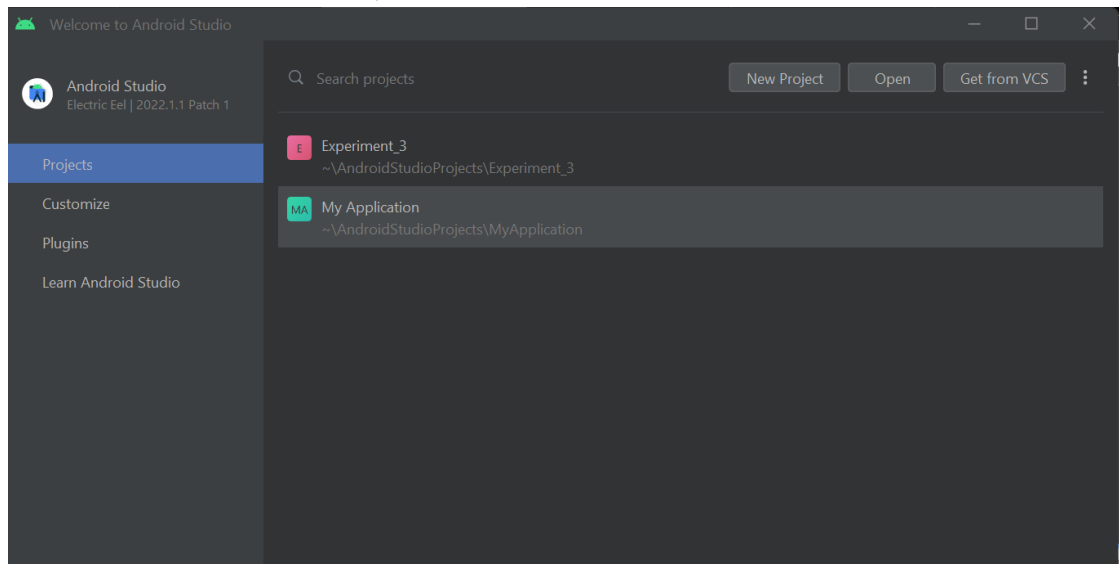 Welcome to Android Studio
Android Studio
Electric Eel | 2022.1.1 Patch 1
Projects
Customize
Plugins
Learn Android Studio
Search projects
New Project
Open
Get from VCS
E
Experiment_3
~\AndroidStudioProjects\Experiment_3
MA
My Application
~\AndroidStudioProjects\MyApplication